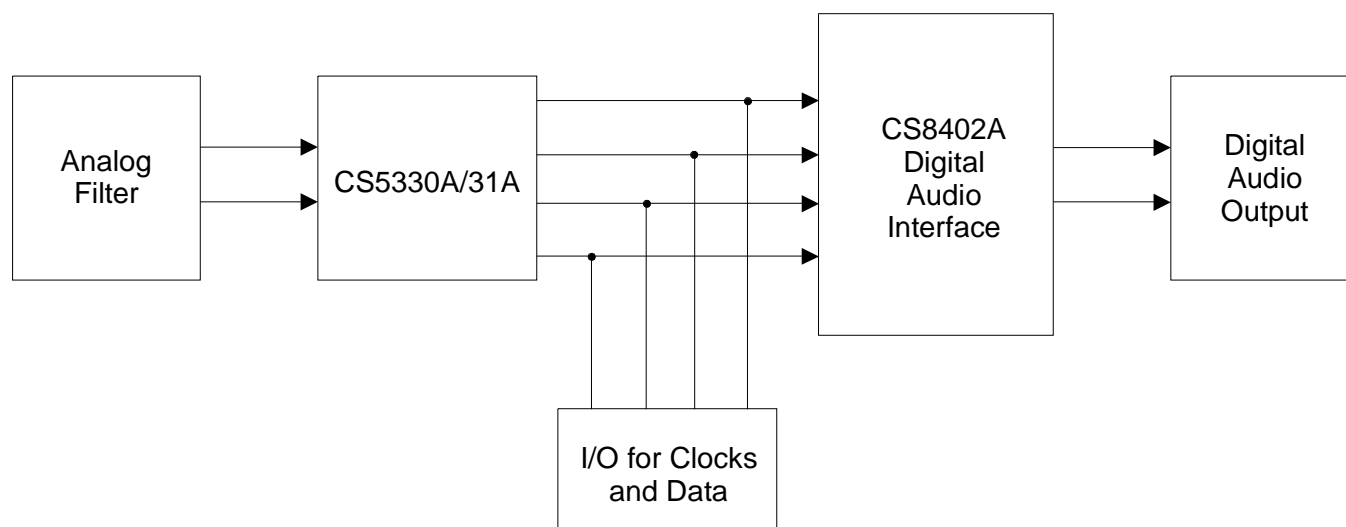 Analog
Filter
CS5330A/31A
CS8402A
Digital
Audio
Interface
Digital
Audio
Output
I/O for Clocks
and Data